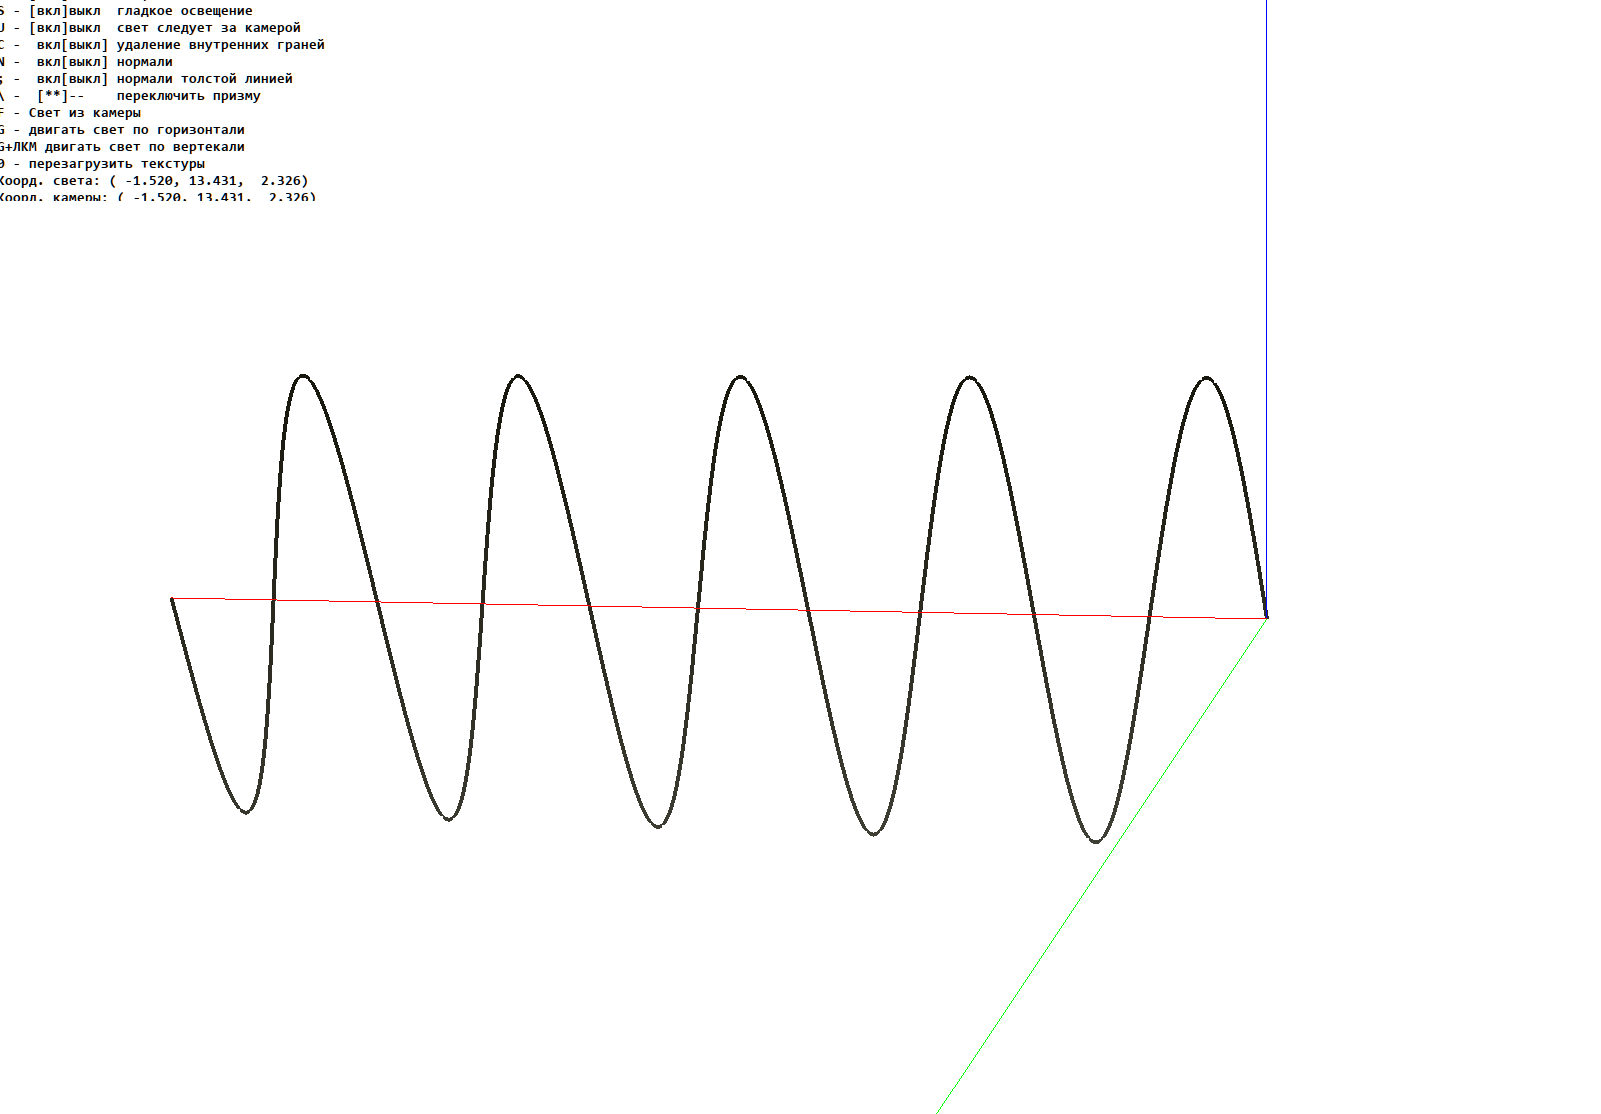 S - [вкл]выкл  гладкое освещение
U - [вкл]выкл  свет следует за камерой
C -  вкл[выкл] удаление внутренних граней
N -  вкл[выкл] нормали
; -  вкл[выкл] нормали толстой линией
\ -  [**]--    переключить призму
F - Свет из камеры
G - двигать свет по горизонтали
G+ЛКМ двигать свет по вертекали
0 - перезагрузить текстуры
Коорд. света: ( -1.520, 13.431,  2.326)
Коорд. камеры: ( -1.520, 13.431,  2.326)